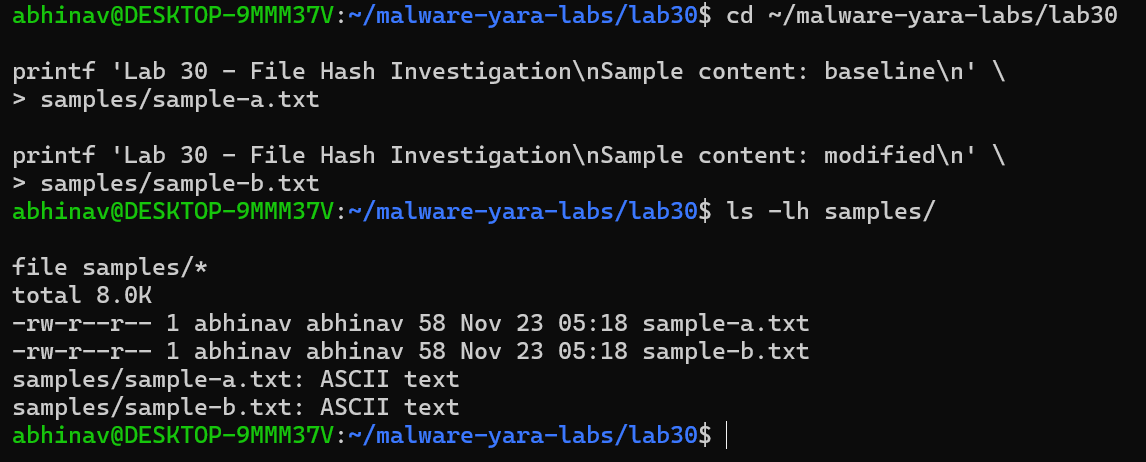 abhinav@DESKTOP-9MMM37V:~/malware-yara-labs/lab30$ cd ~/malware-yara-labs/lab30
printf 'Lab 30 - File Hash Investigation\nSample content: baseline\n' \
> samples/sample-a.txt
printf 'Lab 30 - File Hash Investigation\nSample content: modified\n' \
> samples/sample-b.txt
abhinav@DESKTOP-9MMM37V:~/malware-yara-labs/lab30$ ls -lh samples/
file samples/*
total 8.0K
-rw-r--r-- 1 abhinav abhinav 58 Nov 23 05:18 sample-a.txt
-rw-r--r-- 1 abhinav abhinav 58 Nov 23 05:18 sample-b.txt
samples/sample-a.txt: ASCII text
samples/sample-b.txt: ASCII text
abhinav@DESKTOP-9MMM37V:~/malware-yara-labs/lab30$